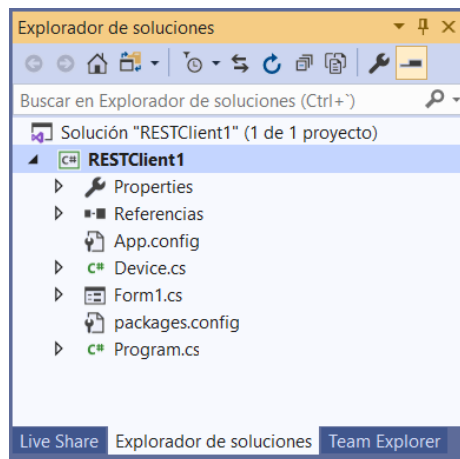 Explorador de soluciones
Buscar en Explorador de soluciones (Ctrl+`)
Solución "RESTClient1" (1 de 1 proyecto)
C# RESTClient1
Properties
Referencias
App.config
C# Device.cs
Form1.cs
packages.config
C# Program.cs
Live Share Explorador de soluciones Team Explorer